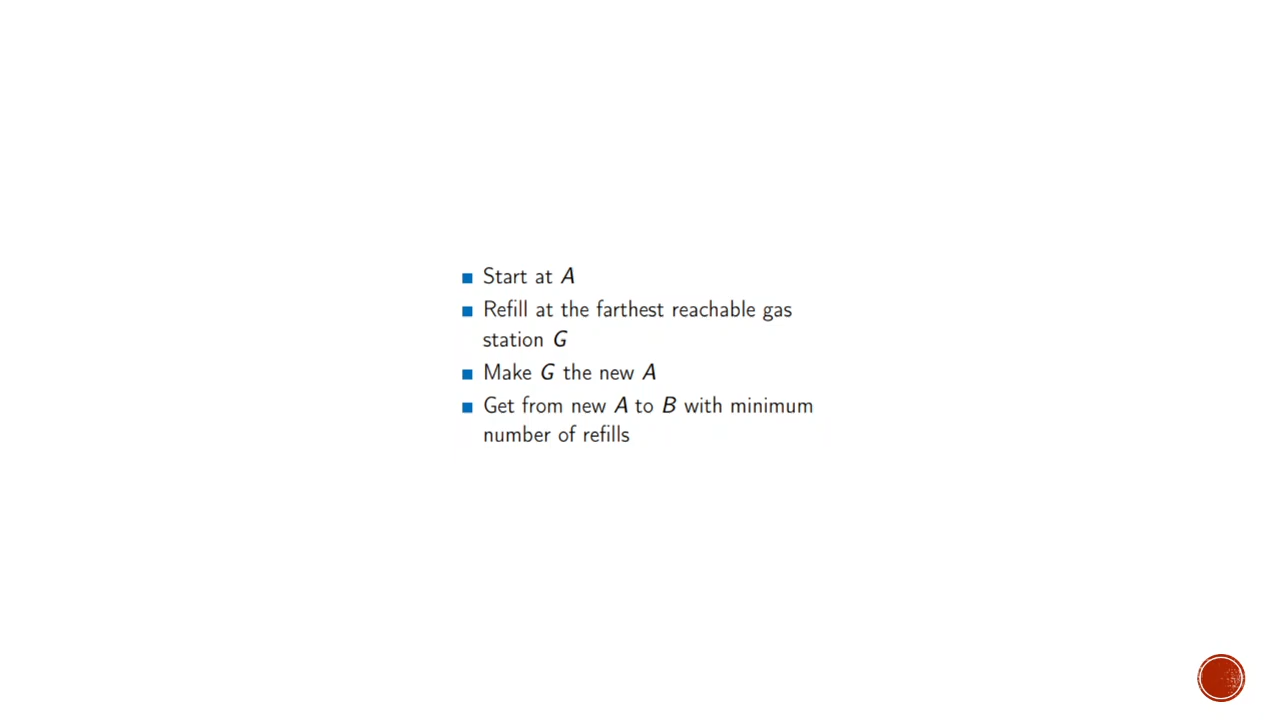 Start at A
Refill at the farthest reachable gas
station G
Make G the new A
Get from new A to B with minimum
number of refills